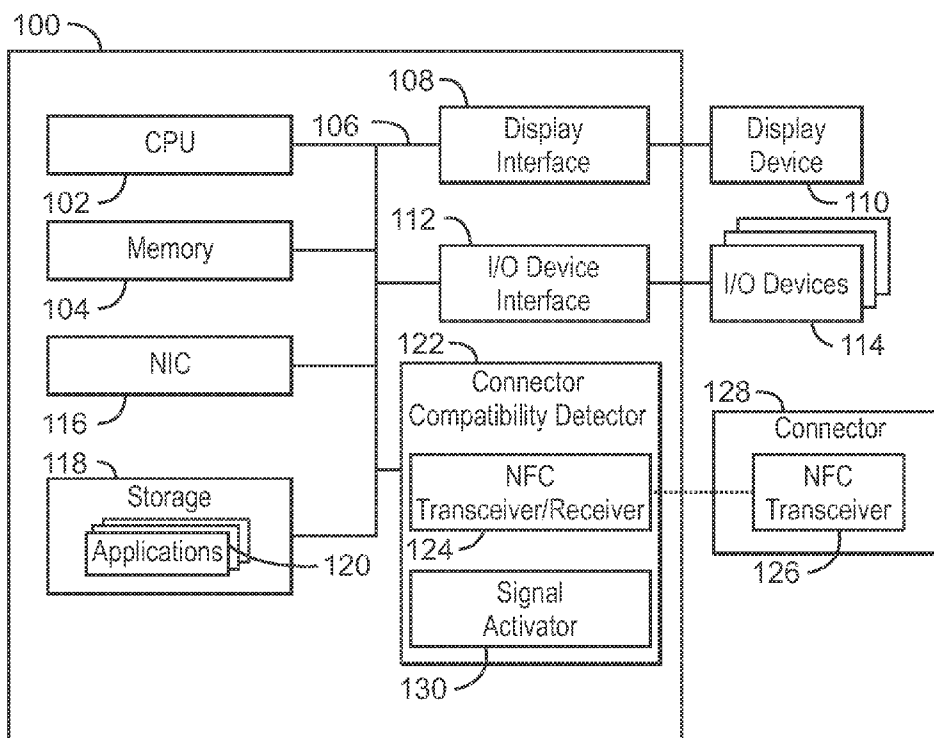 100
108
106
CPU
Display
Interface
Display
Device
102
110
112
Memory
I/O Device
Interface
I/O Devices
104
114
122
NIC
Connector
Compatibility Detector
128
Connector
116
118
Storage
NFC
Transceiver/Receiver
NFC
Transceiver
Applications
120
124
126
Signal
Activator
130